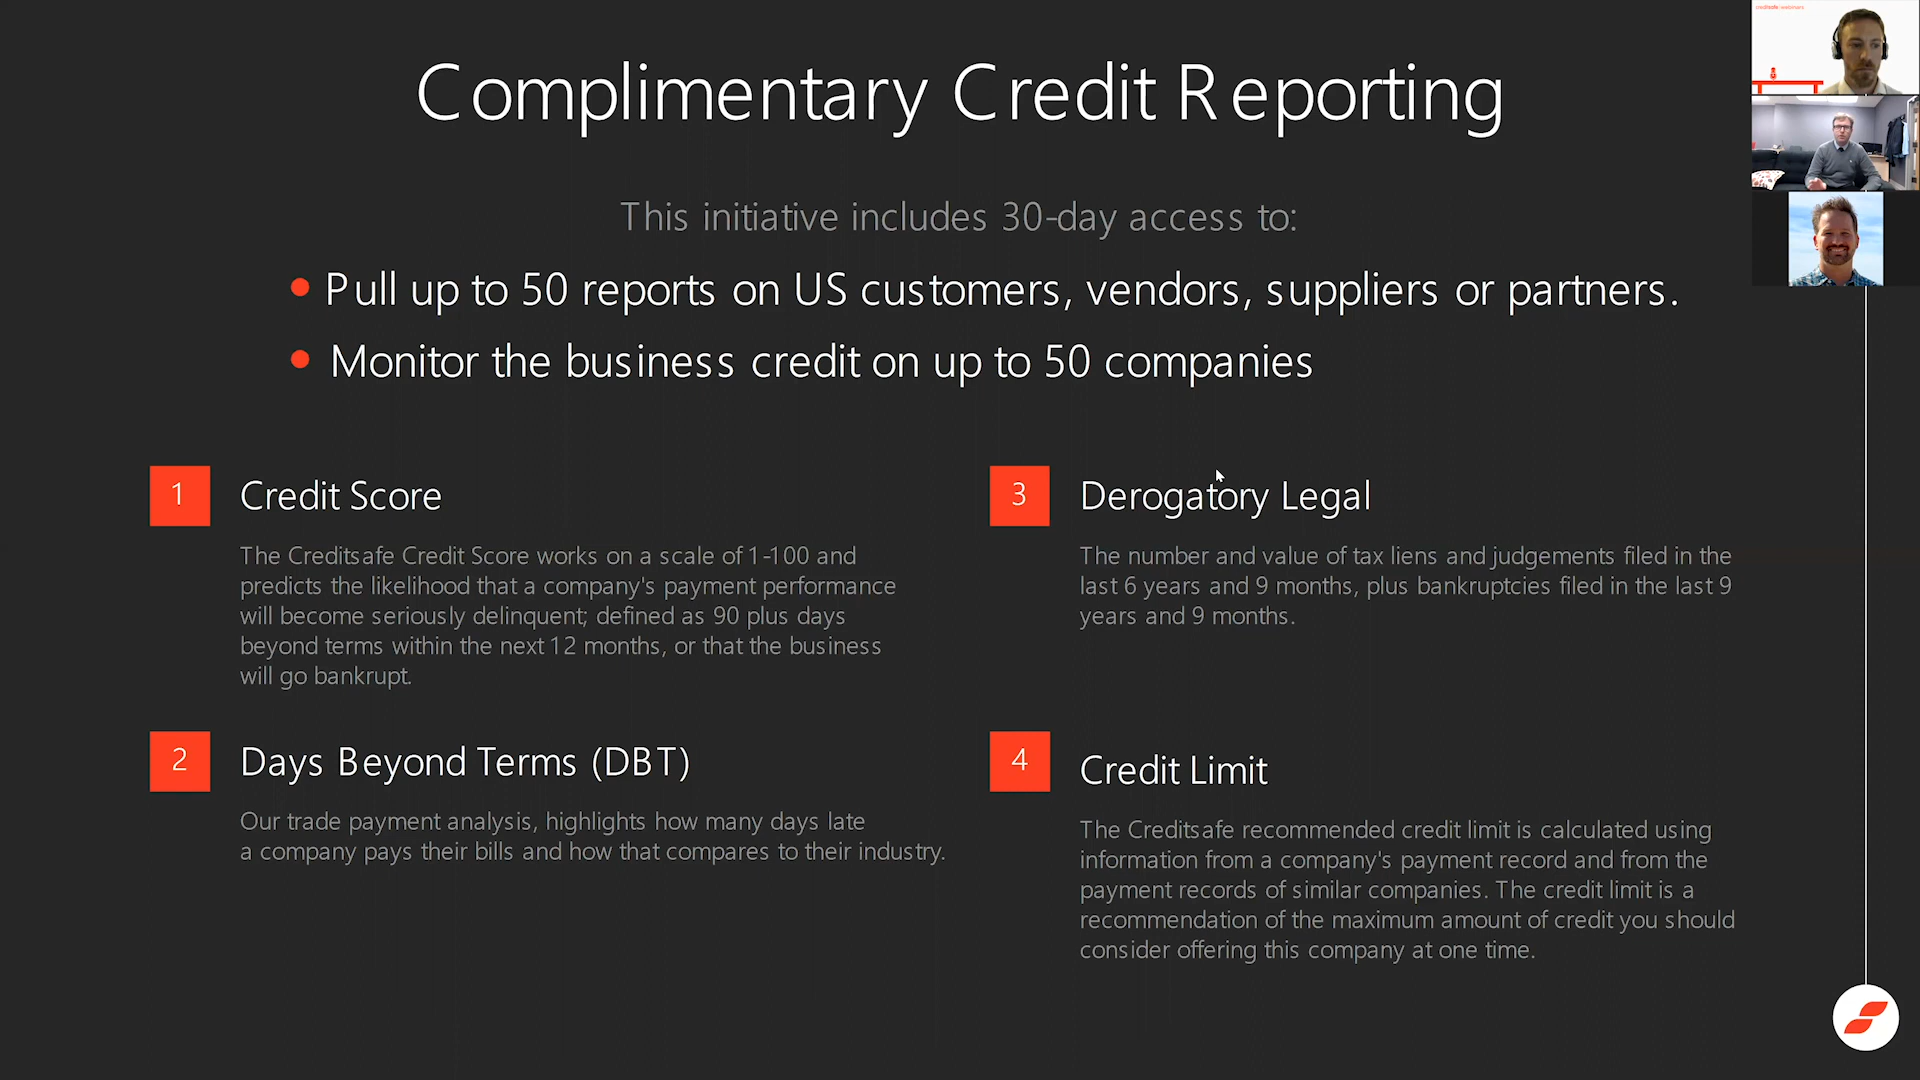 Complimentary Credit Reporting
creditsafe webinars
This initiative includes 30-day access to:
Pull up to 50 reports on US customers, vendors, suppliers or partners.
Monitor the business credit on up to 50 companies
1
Credit Score
The Creditsafe Credit Score works on a scale of 1-100 and
predicts the likelihood that a company's payment performance
will become seriously delinquent; defined as 90 plus days
beyond terms within the next 12 months, or that the business
will go bankrupt.
2
Days Beyond Terms (DBT)
Our trade payment analysis, highlights how many days late
a company pays their bills and how that compares to their industry.
3
Derogatory Legal
The number and value of tax liens and judgements filed in the
last 6 years and 9 months, plus bankruptcies filed in the last 9
years and 9 months.
4
Credit Limit
The Creditsafe recommended credit limit is calculated using
information from a company's payment record and from the
payment records of similar companies. The credit limit is a
recommendation of the maximum amount of credit you should
consider offering this company at one time.